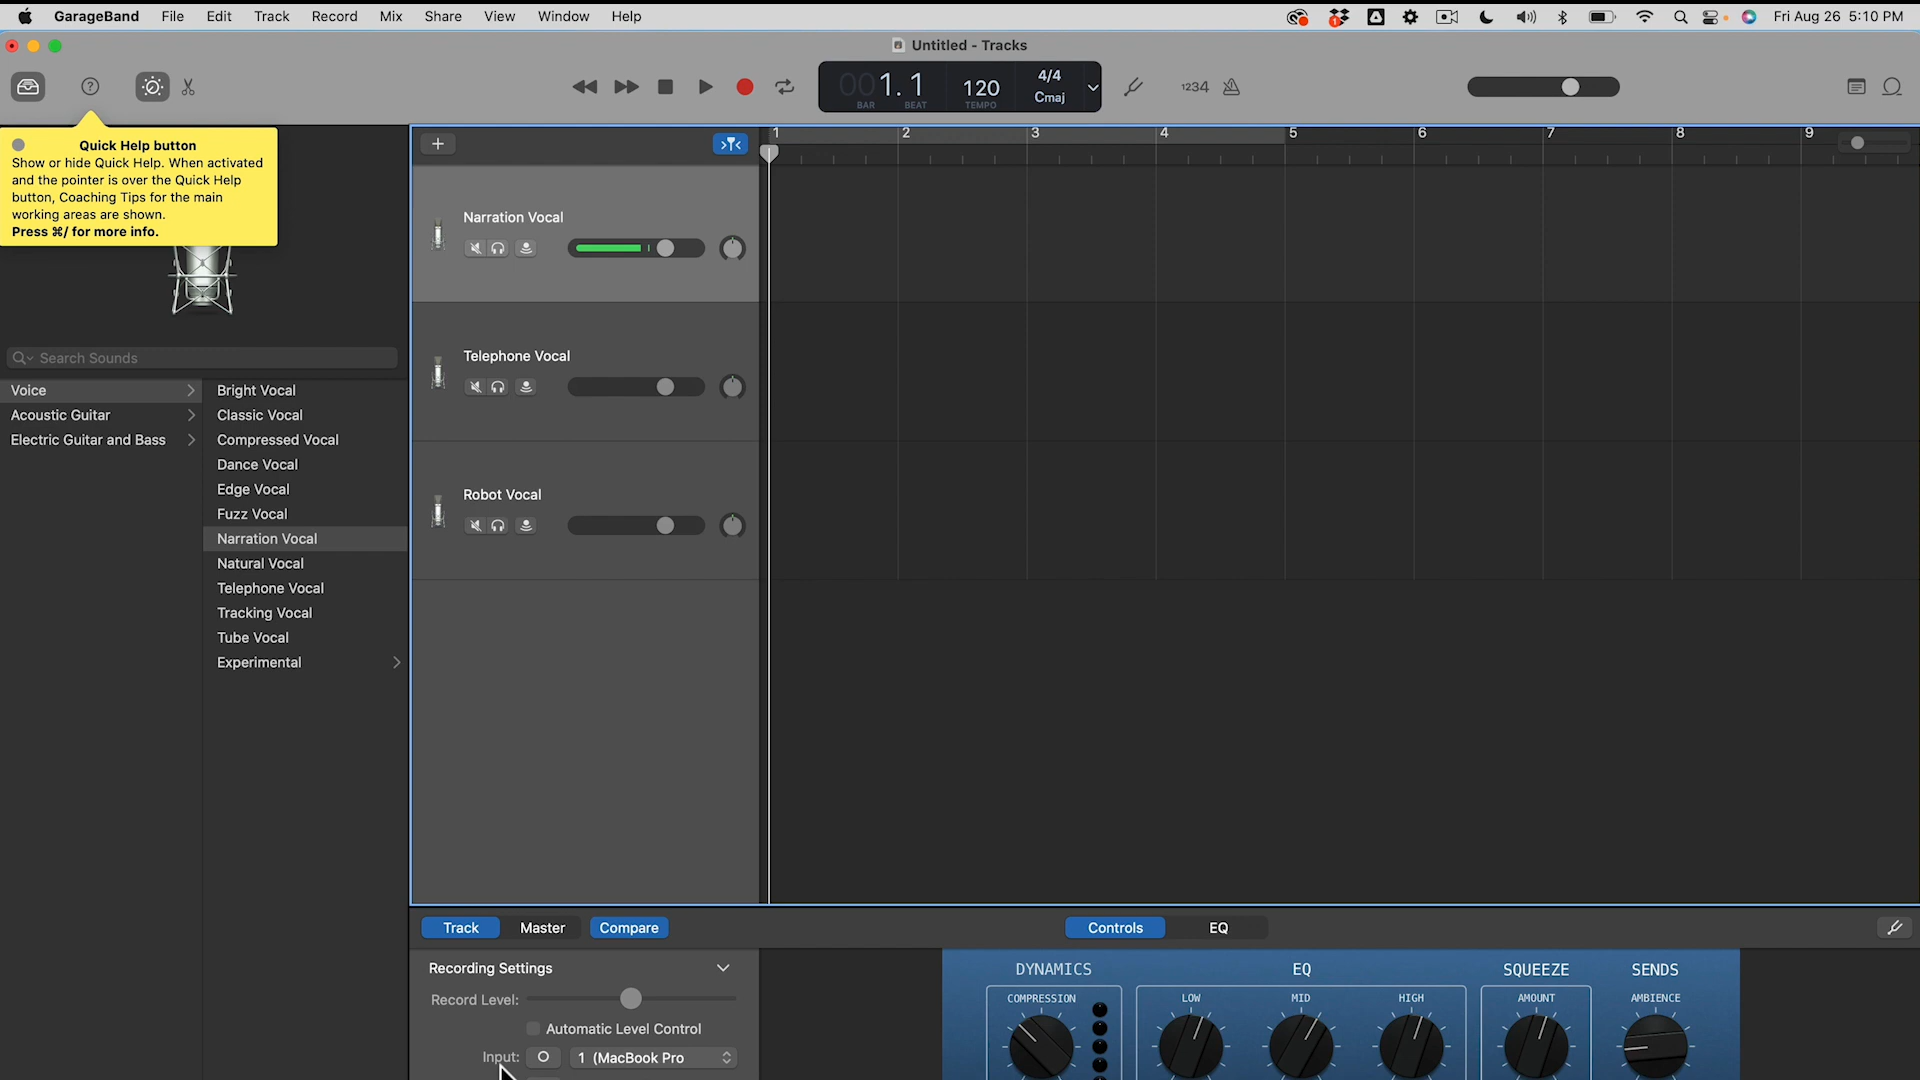 GarageBand File Edit Track Record Mix Share View Window Help
1
Fri Aug 26 5:10 PM
Untitled - Tracks
001.1
BAR BEAT
120
TEMPO
4/4
Cmaj
1234
Quick Help button
Show or hide Quick Help. When activated
and the pointer is over the Quick Help
button, Coaching Tips for the main
working areas are shown.
Press ⌘/ for more info.
1 2 3 4 5 6 7 8 9
Narration Vocal
Telephone Vocal
Robot Vocal
Search Sounds
Voice
Acoustic Guitar
Electric Guitar and Bass
Bright Vocal
Classic Vocal
Compressed Vocal
Dance Vocal
Edge Vocal
Fuzz Vocal
Narration Vocal
Natural Vocal
Telephone Vocal
Tracking Vocal
Tube Vocal
Experimental
Track Master Compare
Controls EQ
Recording Settings
Record Level:
Automatic Level Control
Input: 1 (MacBook Pro
DYNAMICS EQ SQUEEZE SENDS
COMPRESSION LOW MID HIGH AMOUNT AMBIENCE